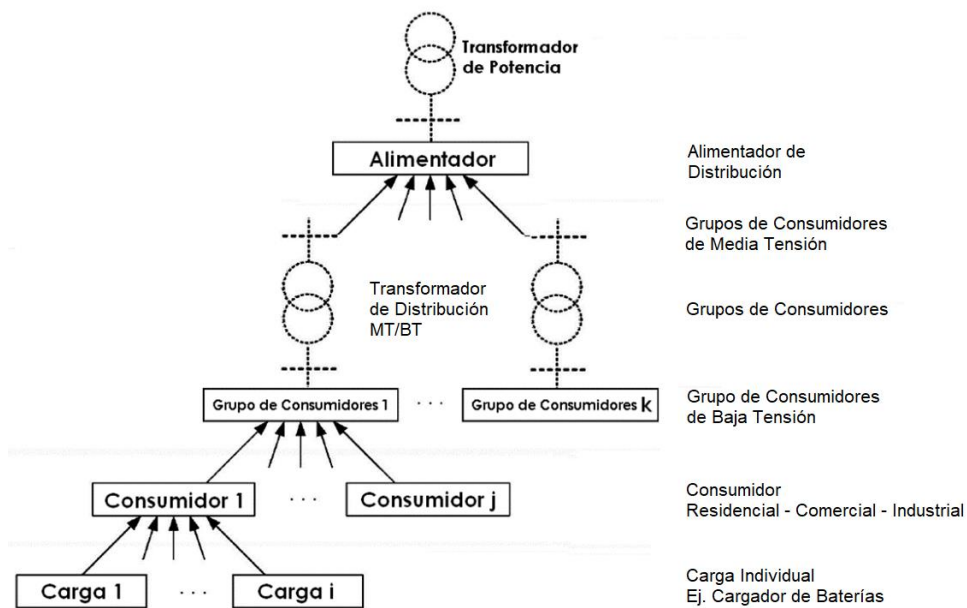 Transformador
de Potencia
Alimentador
Alimentador de
Distribución
Grupos de Consumidores
de Media Tensión
Transformador
de Distribución
MT/BT
Grupos de Consumidores
Grupo de Consumidores 1
. . .
Grupo de Consumidores k
Grupo de Consumidores
de Baja Tensión
Consumidor 1
. . .
Consumidor j
Consumidor
Residencial - Comercial - Industrial
Carga 1
. . .
Carga i
Carga Individual
Ej. Cargador de Baterías